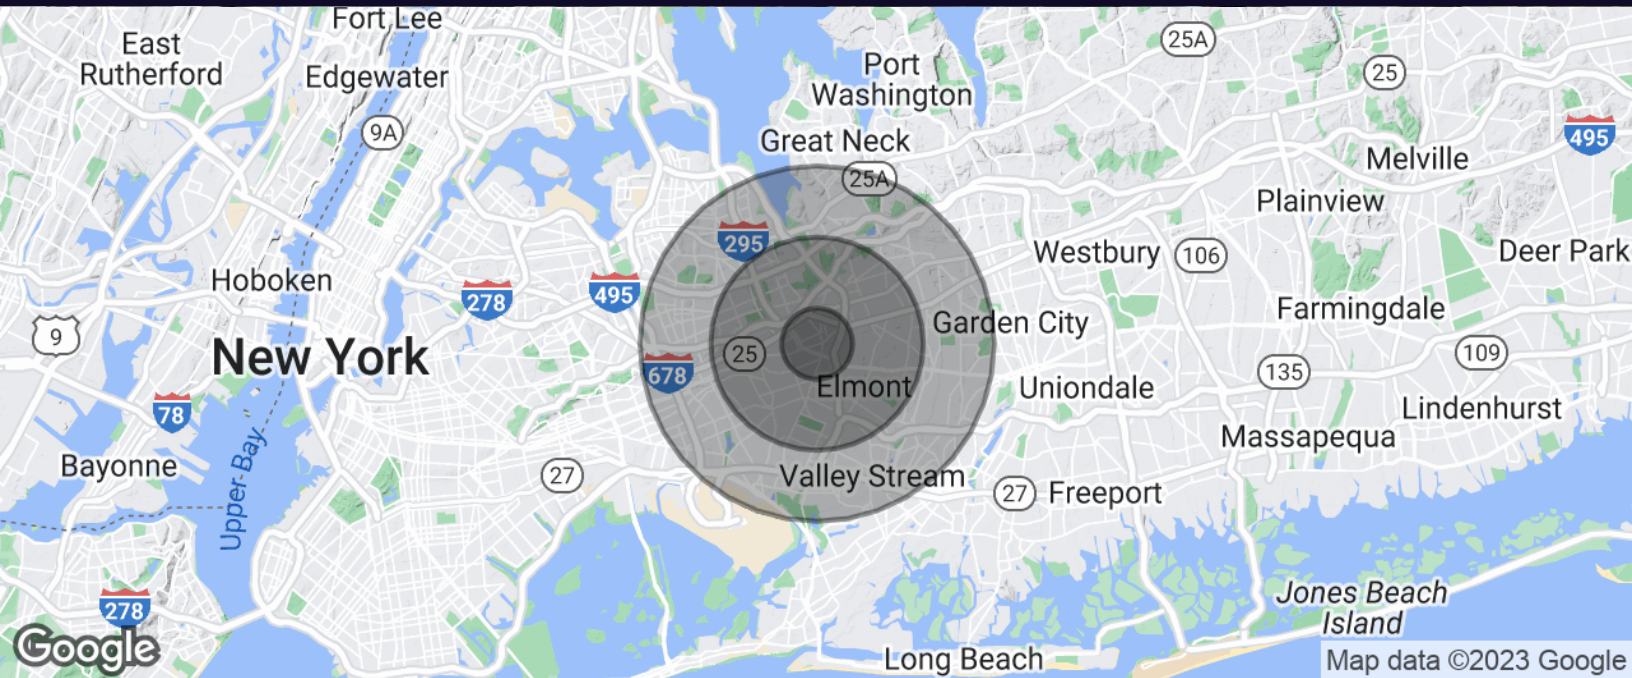 Fort Lee
East
Rutherford
Edgewater
Port
Washington
25A
25
9A
495
Great Neck
Melville
25A
Plainview
295
Westbury
106
Deer Park
Hoboken
278
495
Farmingdale
9
Garden City
New York
25
678
109
Elmont
Uniondale
135
78
Lindenhurst
Massapequa
Bayonne
Upper Bay
27
Valley Stream
27
Freeport
278
Jones Beach
Island
Google
Long Beach
Map data ©2023 Google